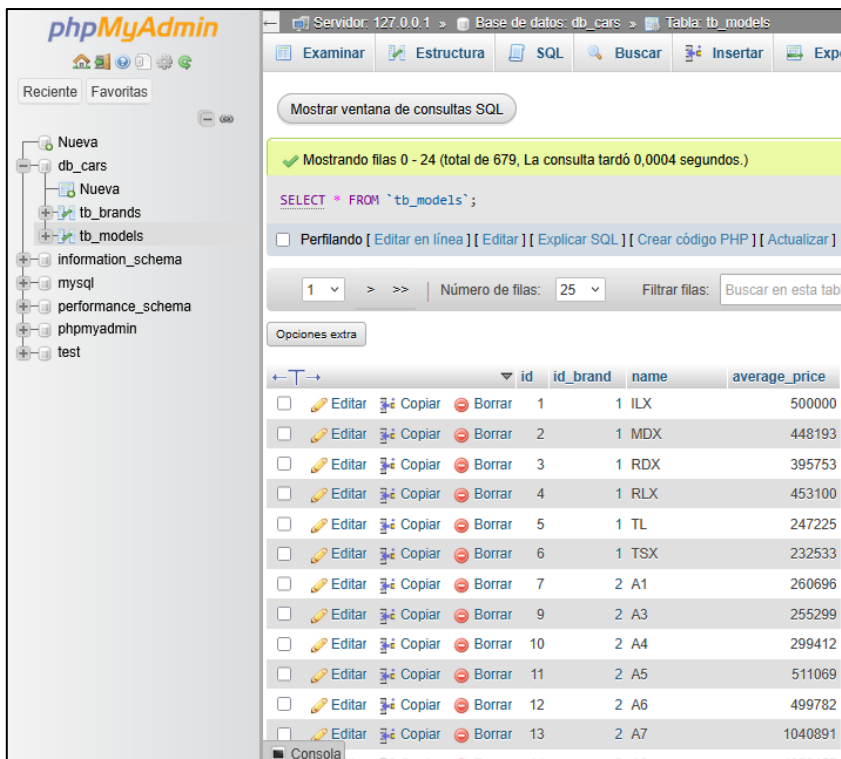 phpMyAdmin
Reciente Favoritas
Nueva
db_cars
Nueva
tb_brands
tb_models
information_schema
mysql
performance_schema
phpmyadmin
test
Servidor: 127.0.0.1 » Base de datos: db_cars » Tabla: tb_models
Examinar Estructura SQL Buscar Insertar Exp
Mostrar ventana de consultas SQL
Mostrando filas 0 - 24 (total de 679, La consulta tardó 0,0004 segundos.)
SELECT * FROM `tb_models`;
Perfilando [ Editar en línea ] [ Editar ] [ Explicar SQL ] [ Crear código PHP ] [ Actualizar ]
1 > >> | Número de filas: 25 Filtrar filas: Buscar en esta tabl
Opciones extra
←T→ id id_brand name average_price
Editar Copiar Borrar 1 1 ILX 500000
Editar Copiar Borrar 2 1 MDX 448193
Editar Copiar Borrar 3 1 RDX 395753
Editar Copiar Borrar 4 1 RLX 453100
Editar Copiar Borrar 5 1 TL 247225
Editar Copiar Borrar 6 1 TSX 232533
Editar Copiar Borrar 7 2 A1 260696
Editar Copiar Borrar 9 2 A3 255299
Editar Copiar Borrar 10 2 A4 299412
Editar Copiar Borrar 11 2 A5 511069
Editar Copiar Borrar 12 2 A6 499782
Editar Copiar Borrar 13 2 A7 1040891
Consola